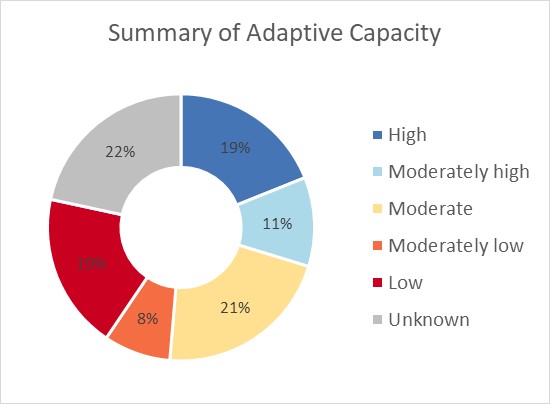 Summary of Adaptive Capacity
19%
11%
21%
8%
19%
22%
High
Moderately high
Moderate
Moderately low
Low
Unknown